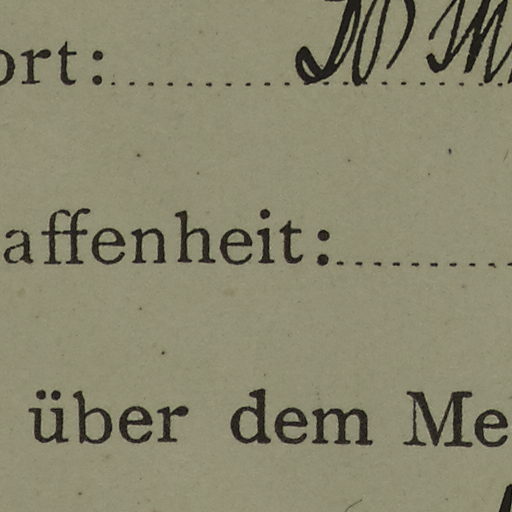 ort:
affenheit:
über dem Me